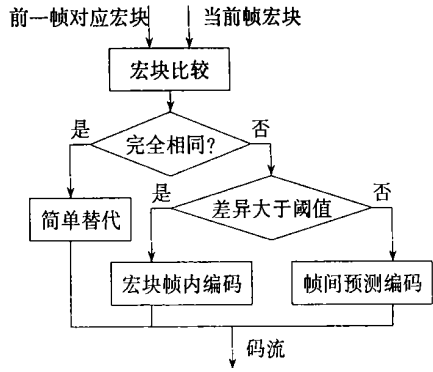 前一帧对应宏块 当前帧宏块
宏块比较
是 完全相同? 否
简单替代
是 差异大于阈值 否
宏块帧内编码 帧间预测编码
码流